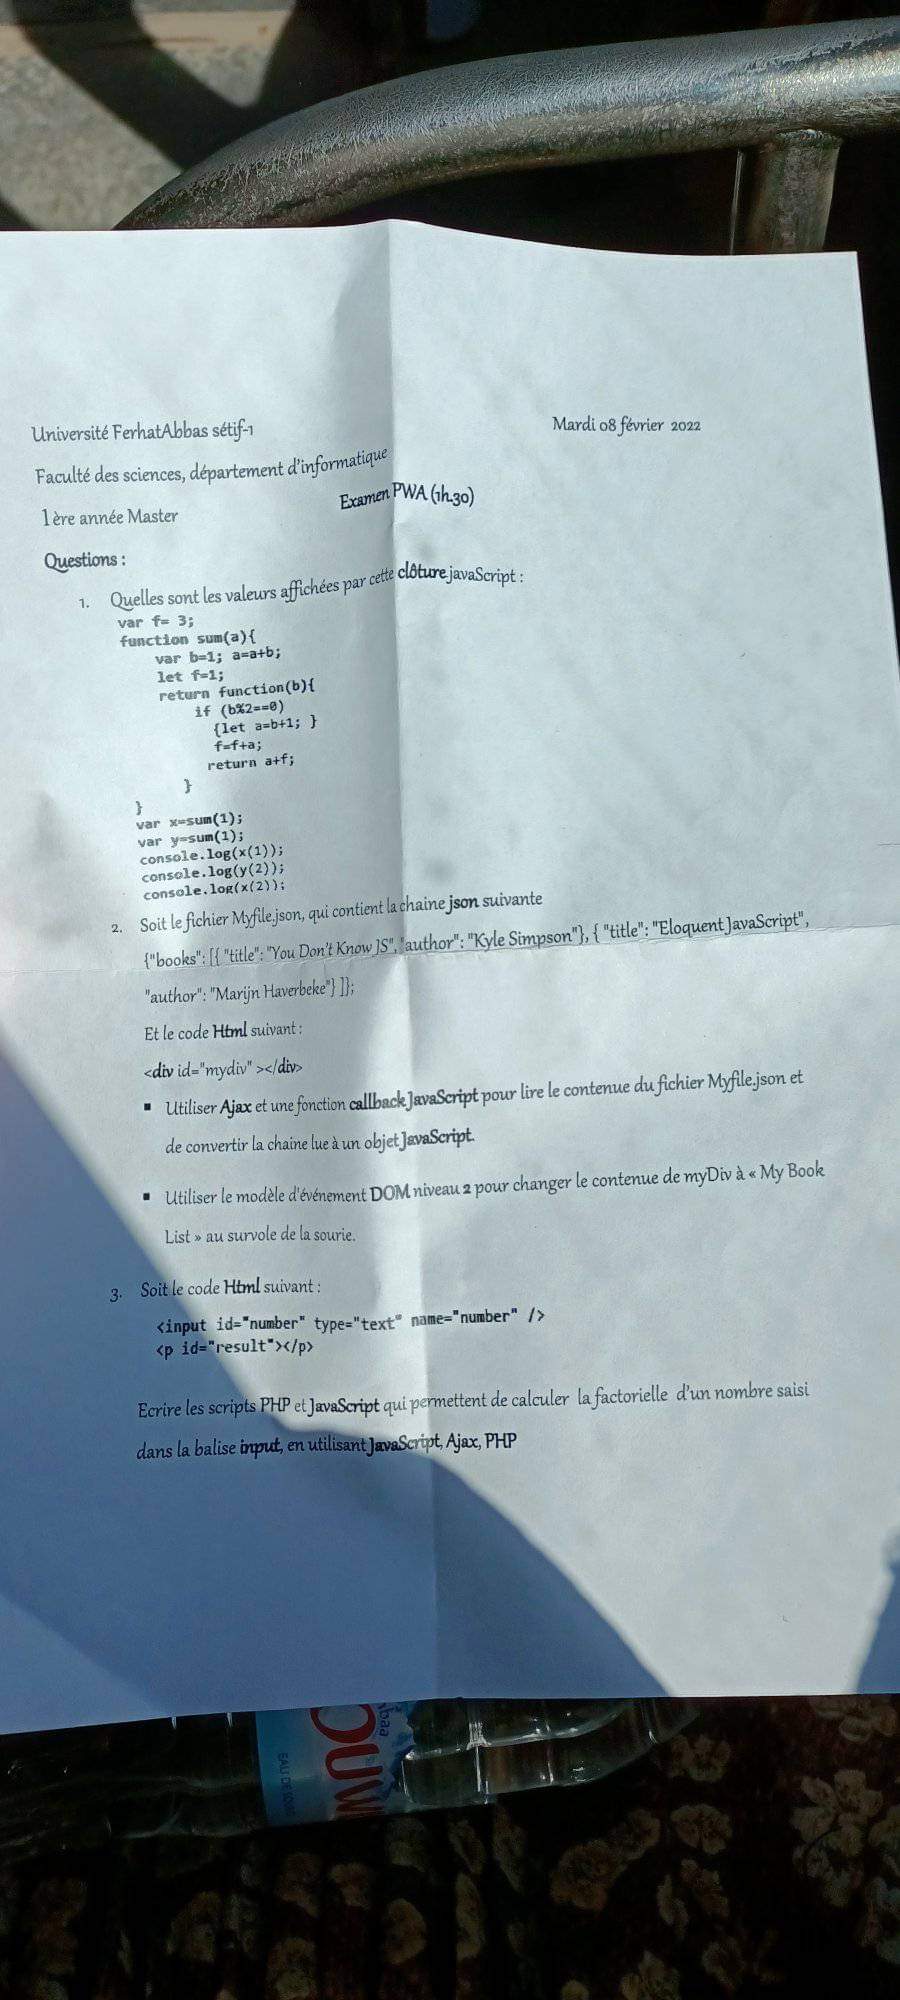 Université FerhatAbbas sétif-1
Mardi 08 février 2022
Faculté des sciences, département d'informatique
1ère année Master
Examen PWA (1h.30)
Questions :
1. Quelles sont les valeurs affichées par cette clôture javaScript :
var f= 3;
function sum(a){
var b=1; a=a+b;
let f=1;
return function(b){
if (b%2==0)
{let a=b+1; }
f=f+a;
return a+f;
}
}
var x=sum(1);
var y=sum(1);
console.log(x(1));
console.log(y(2));
console.log(x(2));
2. Soit le fichier Myfile.json, qui contient la chaine json suivante
{"books": [{ "title": "You Don't Know JS", "author": "Kyle Simpson"}, { "title": "Eloquent JavaScript",
"author": "Marijn Haverbeke"} ]};
Et le code Html suivant :
<div id="mydiv" ></div>
▪ Utiliser Ajax et une fonction callback JavaScript pour lire le contenue du fichier Myfile.json et
de convertir la chaine lue à un objet JavaScript.
▪ Utiliser le modèle d'événement DOM niveau 2 pour changer le contenue de myDiv à « My Book
List » au survole de la sourie.
3. Soit le code Html suivant :
<input id="number" type="text" name="number" />
<p id="result"></p>
Ecrire les scripts PHP et JavaScript qui permettent de calculer la factorielle d'un nombre saisi
dans la balise input, en utilisant JavaScript, Ajax, PHP